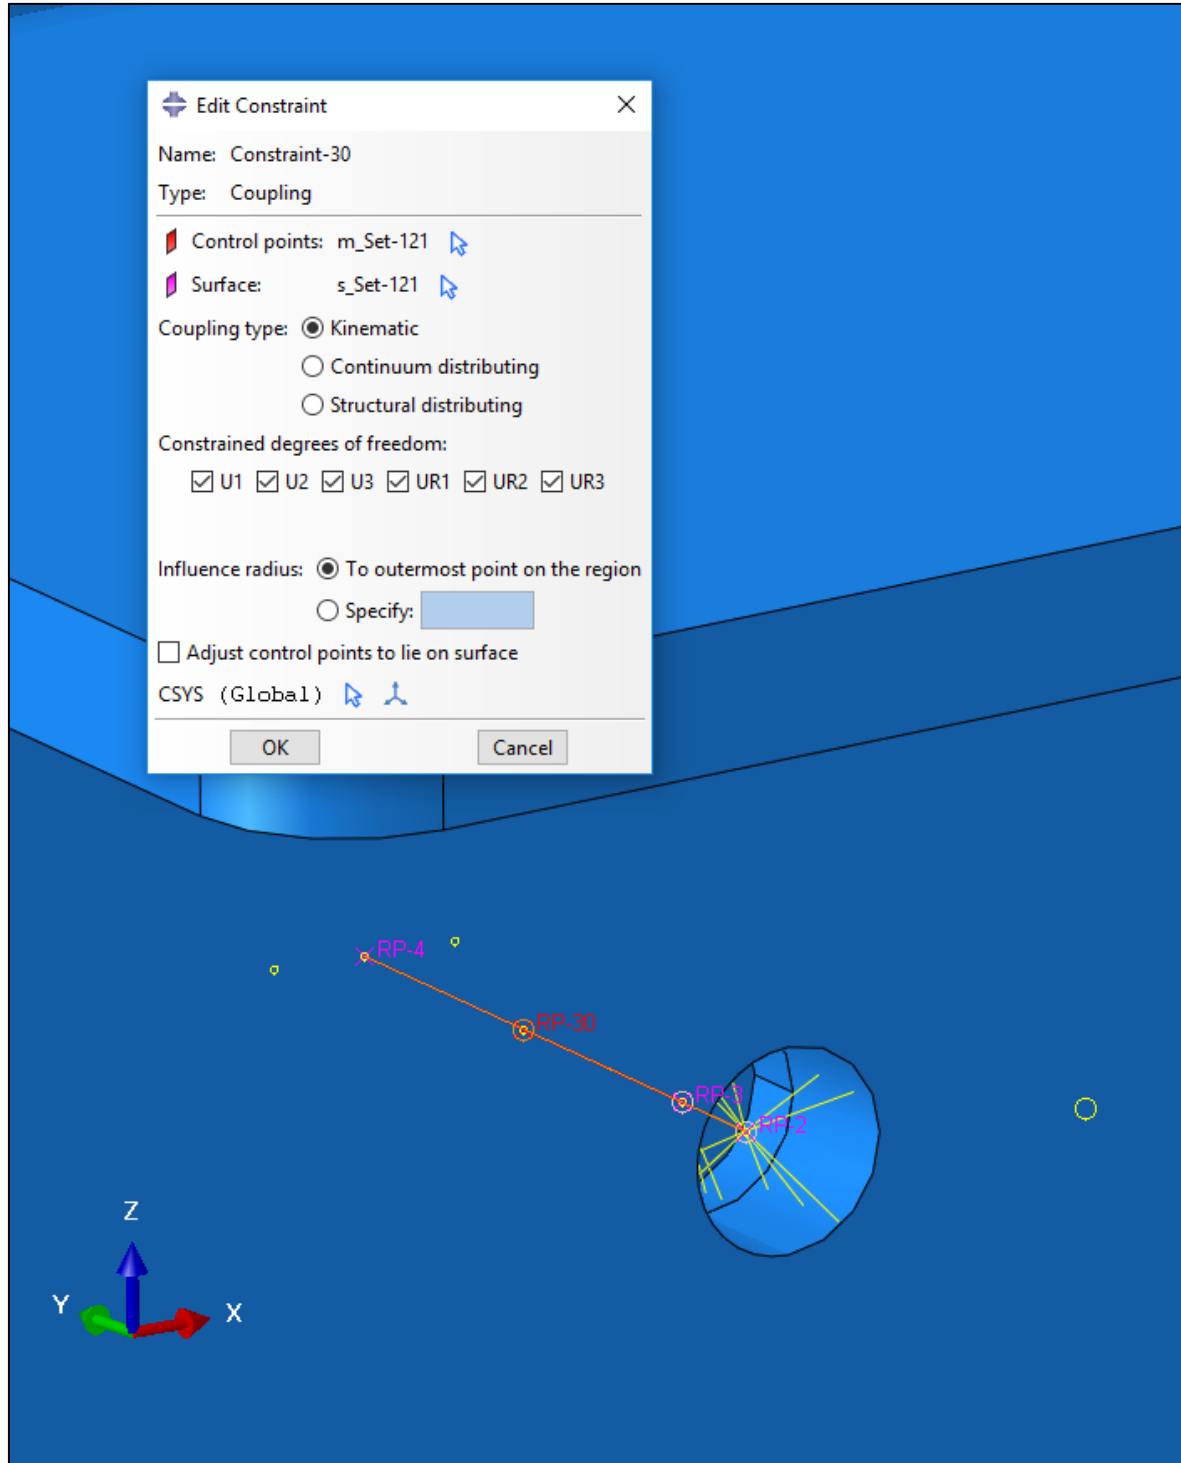 Edit Constraint
Name: Constraint-30
Type: Coupling
Control points: m_Set-121
Surface: s_Set-121
Coupling type: Kinematic
Continuum distributing
Structural distributing
Constrained degrees of freedom:
U1 U2 U3 UR1 UR2 UR3
Influence radius: To outermost point on the region
Specify:
Adjust control points to lie on surface
CSYS (Global)
OK Cancel
RP-4
RP-30
RP-3
RP-2
Z
Y
X